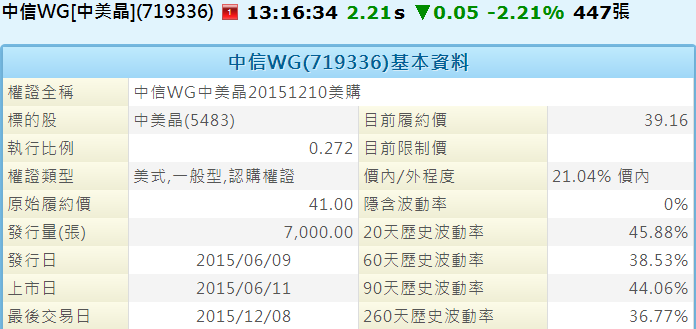 中信WG[中美晶](719336) 1 13:16:34 2.21s ▼0.05 -2.21% 447張
中信WG(719336)基本資料
權證全稱 中信WG中美晶20151210美購
標的股 中美晶(5483) 目前履約價 39.16
執行比例 0.272 目前限制價
權證類型 美式,一般型,認購權證 價內/外程度 21.04% 價內
原始履約價 41.00 隱含波動率 0%
發行量(張) 7,000.00 20天歷史波動率 45.88%
發行日 2015/06/09 60天歷史波動率 38.53%
上市日 2015/06/11 90天歷史波動率 44.06%
最後交易日 2015/12/08 260天歷史波動率 36.77%